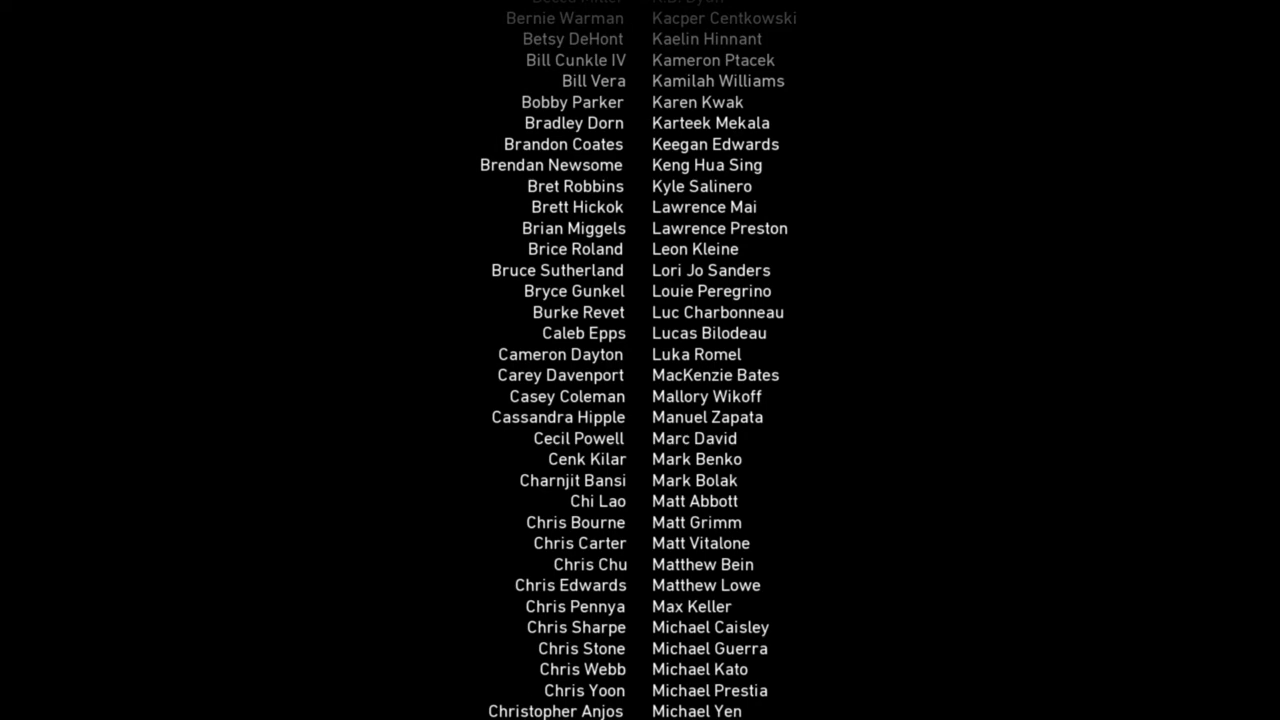 Bernie Warman Kacper Centkowski
Betsy DeHont Kaelin Hinnant
Bill Cunkle IV Kameron Ptacek
Bill Vera Kamilah Williams
Bobby Parker Karen Kwak
Bradley Dorn Karteek Mekala
Brandon Coates Keegan Edwards
Brendan Newsome Keng Hua Sing
Bret Robbins Kyle Salinero
Brett Hickok Lawrence Mai
Brian Miggels Lawrence Preston
Brice Roland Leon Kleine
Bruce Sutherland Lori Jo Sanders
Bryce Gunkel Louie Peregrino
Burke Revet Luc Charbonneau
Caleb Epps Lucas Bilodeau
Cameron Dayton Luka Romel
Carey Davenport MacKenzie Bates
Casey Coleman Mallory Wikoff
Cassandra Hipple Manuel Zapata
Cecil Powell Marc David
Cenk Kilar Mark Benko
Charnjit Bansi Mark Bolak
Chi Lao Matt Abbott
Chris Bourne Matt Grimm
Chris Carter Matt Vitalone
Chris Chu Matthew Bein
Chris Edwards Matthew Lowe
Chris Pennya Max Keller
Chris Sharpe Michael Caisley
Chris Stone Michael Guerra
Chris Webb Michael Kato
Chris Yoon Michael Prestia
Christopher Anjos Michael Yen